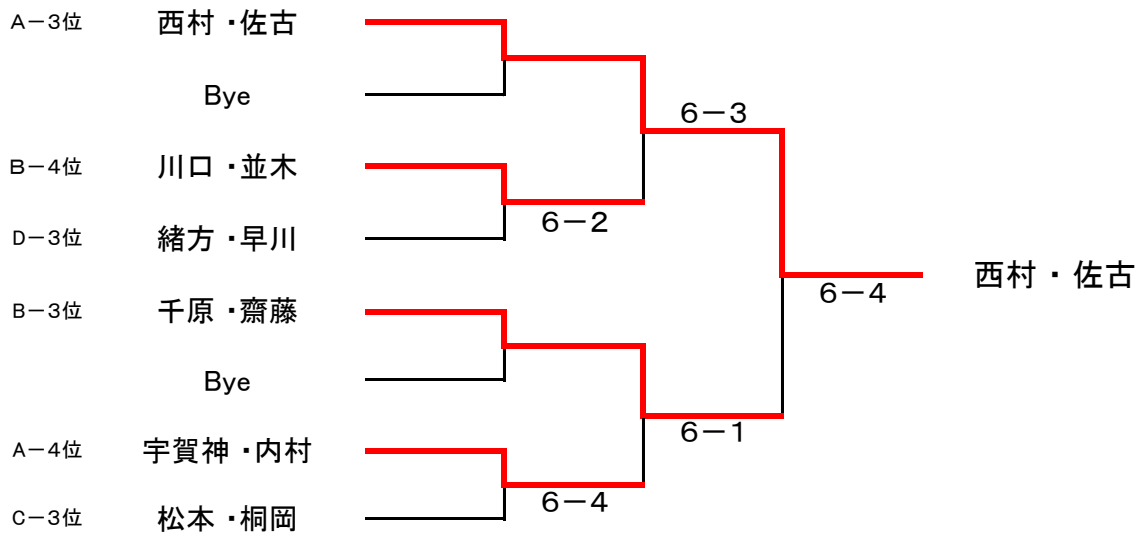 A－3位 西村・佐古
Bye
6－3
B－4位 川口・並木
6－2
D－3位 緒方・早川
西村・佐古
6－4
B－3位 千原・齋藤
Bye
6－1
A－4位 宇賀神・内村
6－4
C－3位 松本・桐岡